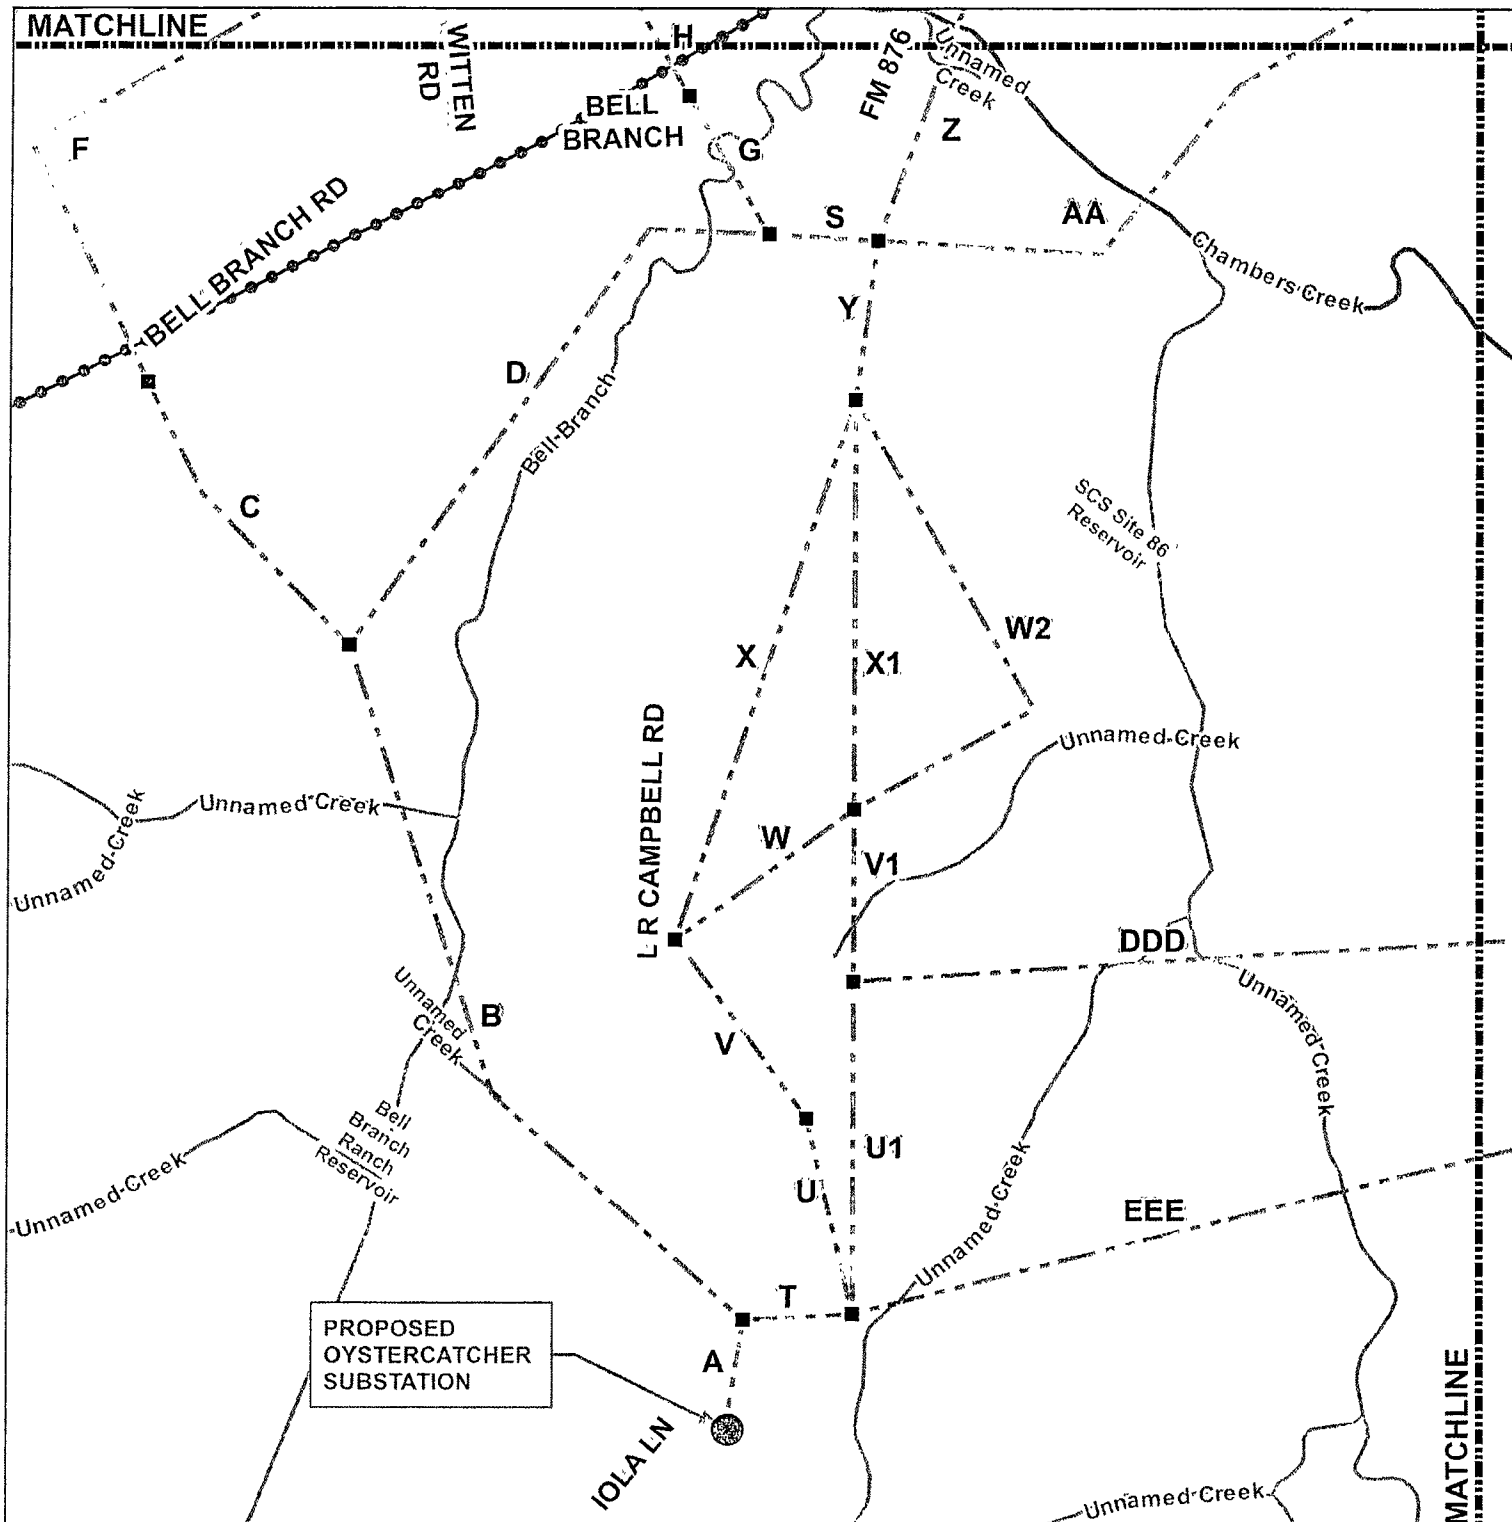 MATCHLINE
H
WITTEN
RD
FM 876
Unnamed
Creek
BELL
BRANCH
Z
F
G
BELL BRANCH RD
S
AA
Chambers Creek
Y
D
Bell-Branch
C
SCS Site 86
Reservoir
W2
X
X1
L R CAMPBELL RD
Unnamed-Creek
Unnamed-Creek
Unnamed-Creek
W
V1
DDD
Unnamed
Creek
B
Unnamed-Creek
V
Bell
Branch
Ranch
Reservoir
U1
Unnamed-Creek
U
Unnamed-Creek
EEE
T
PROPOSED
OYSTERCATCHER
SUBSTATION
A
IOLA LN
MATCHLINE
Unnamed-Creek